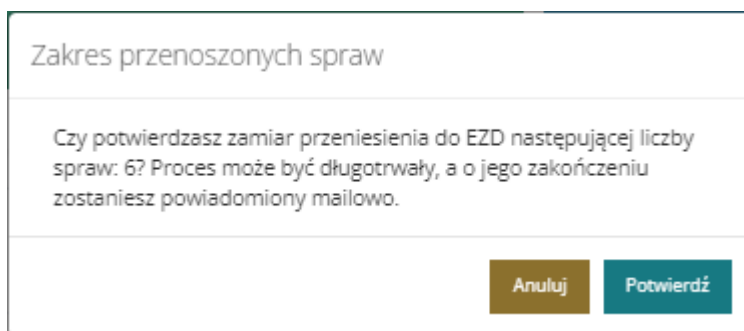 Zakres przenoszonych spraw
Czy potwierdzasz zamiar przeniesienia do EZD następującej liczby
spraw: 6? Proces może być długotrwały, a o jego zakończeniu
zostaniesz powiadomiony mailowo.
Anuluj
Potwierdź